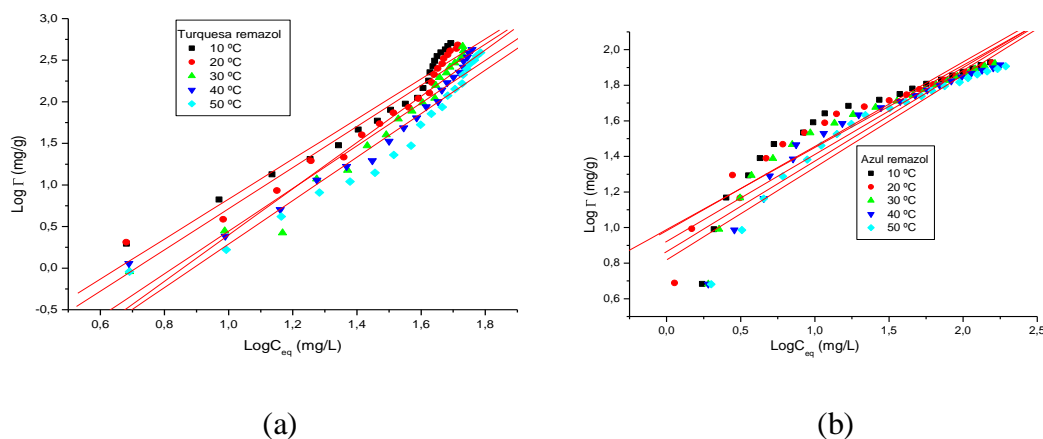 Turquesa remazol
10 ºC
20 ºC
30 ºC
40 ºC
50 ºC
3,0
2,5
2,0
1,5
1,0
0,5
0,0
-0,5
0,6 0,8 1,0 1,2 1,4 1,6 1,8
Log Γ (mg/g)
LogCeq (mg/L)
(a)
Azul remazol
10 ºC
20 ºC
30 ºC
40 ºC
50 ºC
2,0
1,8
1,6
1,4
1,2
1,0
0,8
0,6
0,0 0,5 1,0 1,5 2,0 2,5
Log Γ (mg/g)
LogCeq (mg/L)
(b)